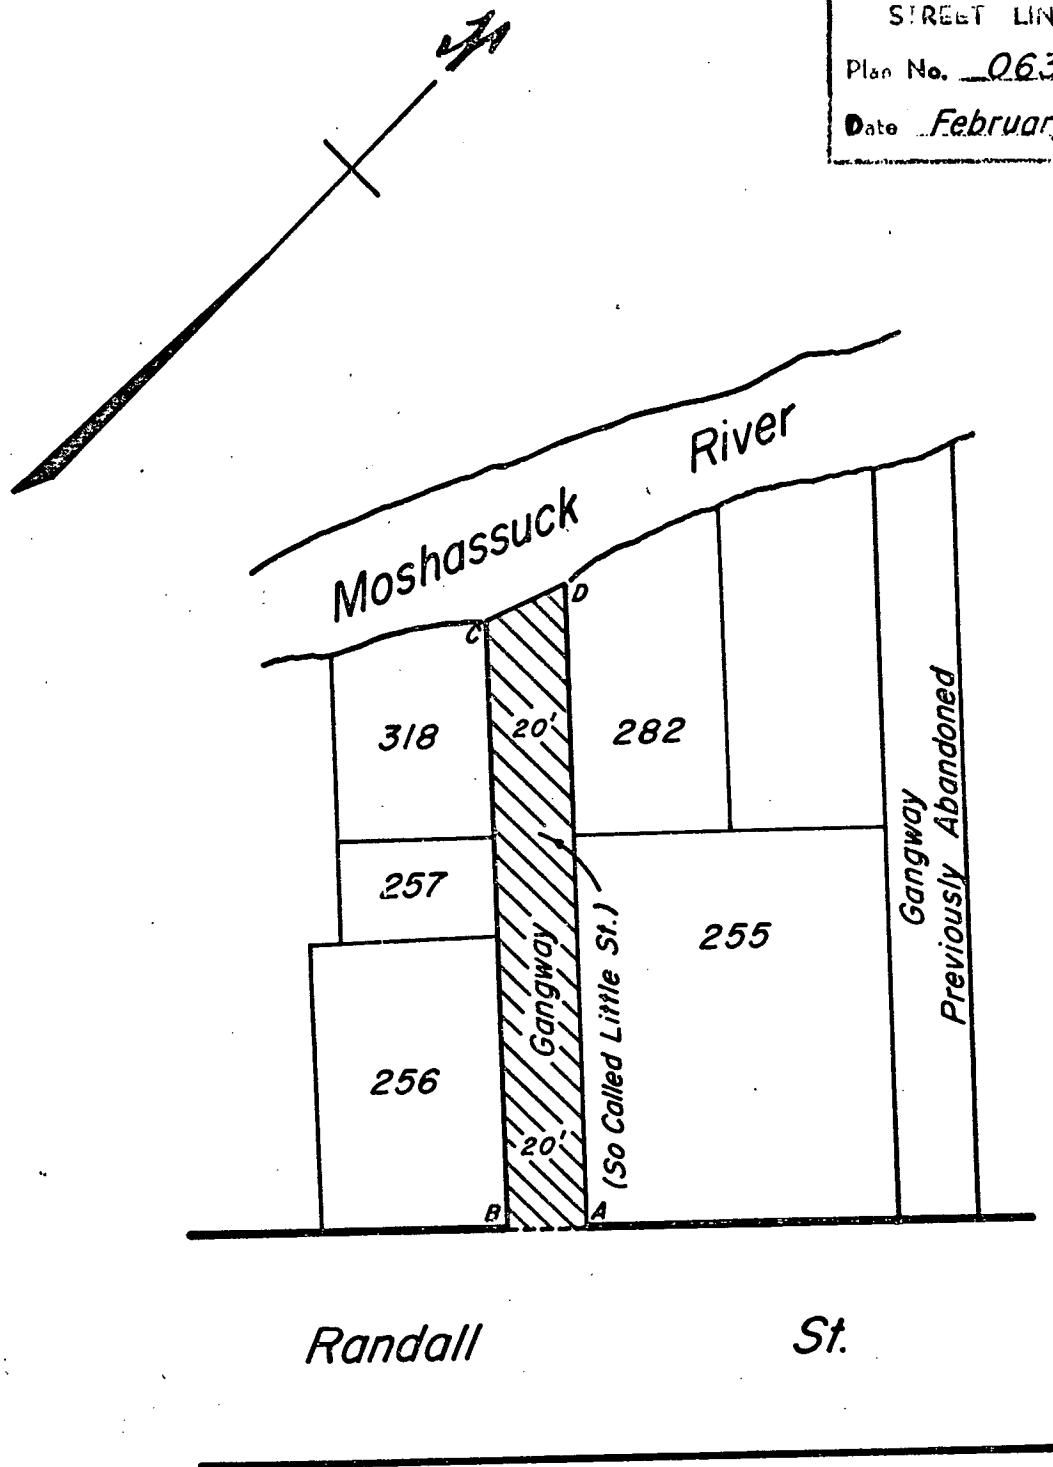 STREET LIN
Plan No. 063
Date Februar
Moshassuck River
D
C
318
20'
282
257
Gangway
Previously Abandoned
255
Gangway
(So Called Little St.)
256
20'
B
A
Randall St.